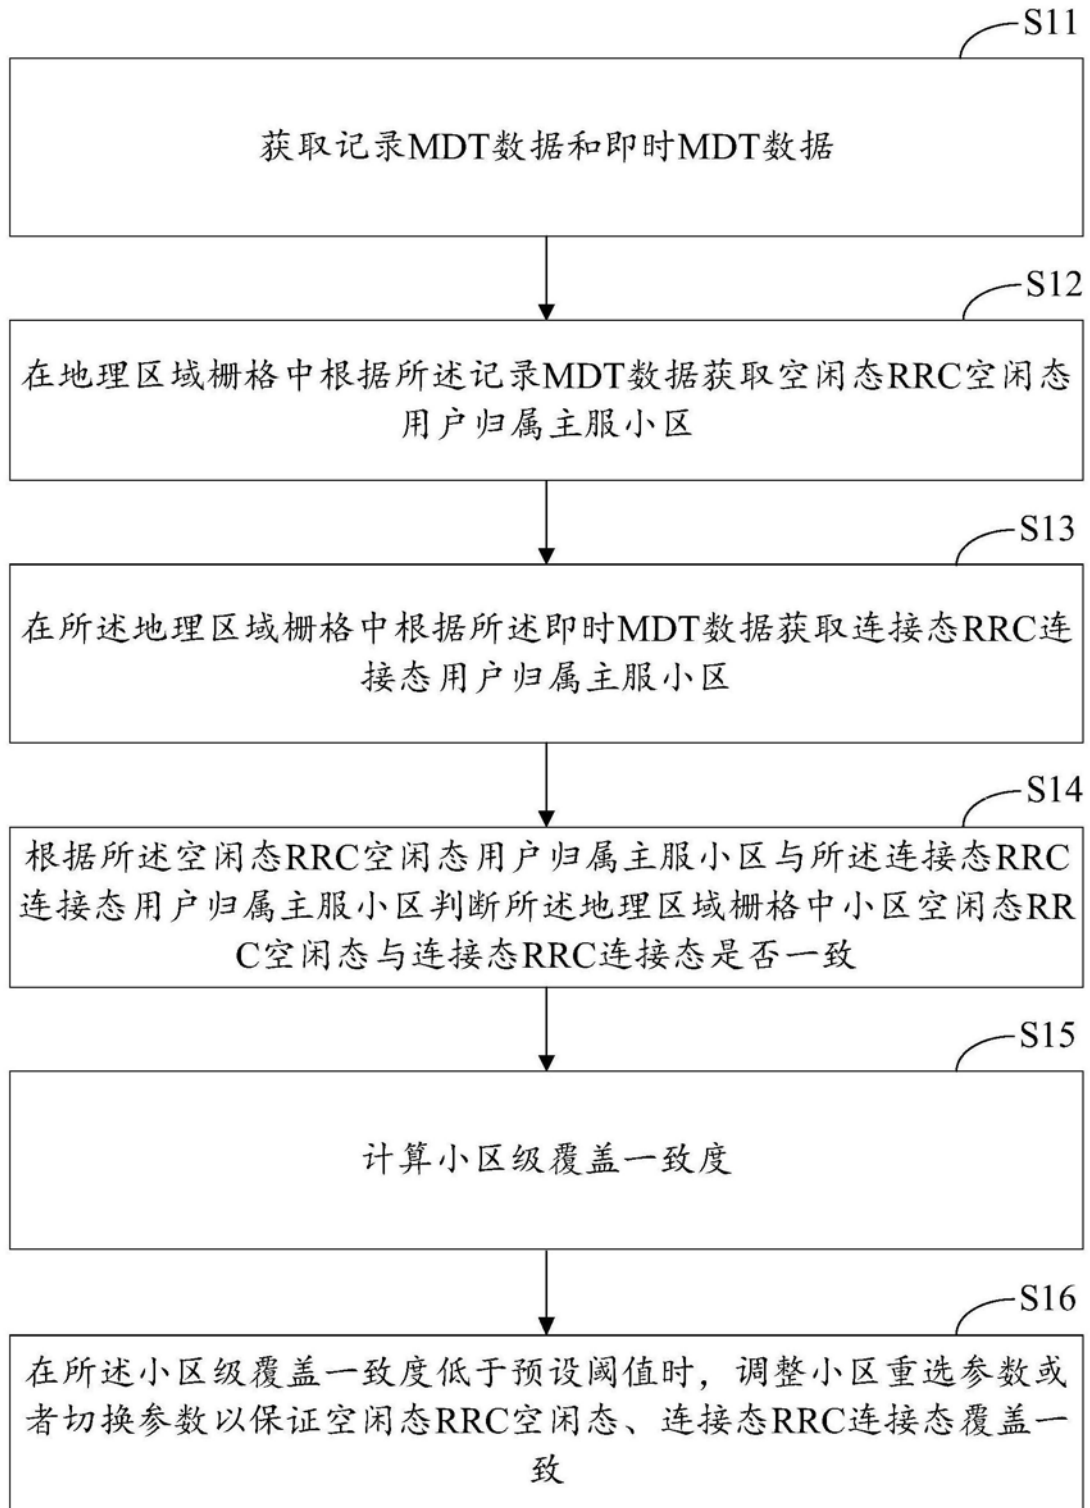 S11
获取记录MDT数据和即时MDT数据
S12
在地理区域栅格中根据所述记录MDT数据获取空闲态RRC空闲态
用户归属主服小区
S13
在所述地理区域栅格中根据所述即时MDT数据获取连接态RRC连
接态用户归属主服小区
S14
根据所述空闲态RRC空闲态用户归属主服小区与所述连接态RRC
连接态用户归属主服小区判断所述地理区域栅格中小区空闲态RR
C空闲态与连接态RRC连接态是否一致
S15
计算小区级覆盖一致度
S16
在所述小区级覆盖一致度低于预设阈值时，调整小区重选参数或
者切换参数以保证空闲态RRC空闲态、连接态RRC连接态覆盖一
致